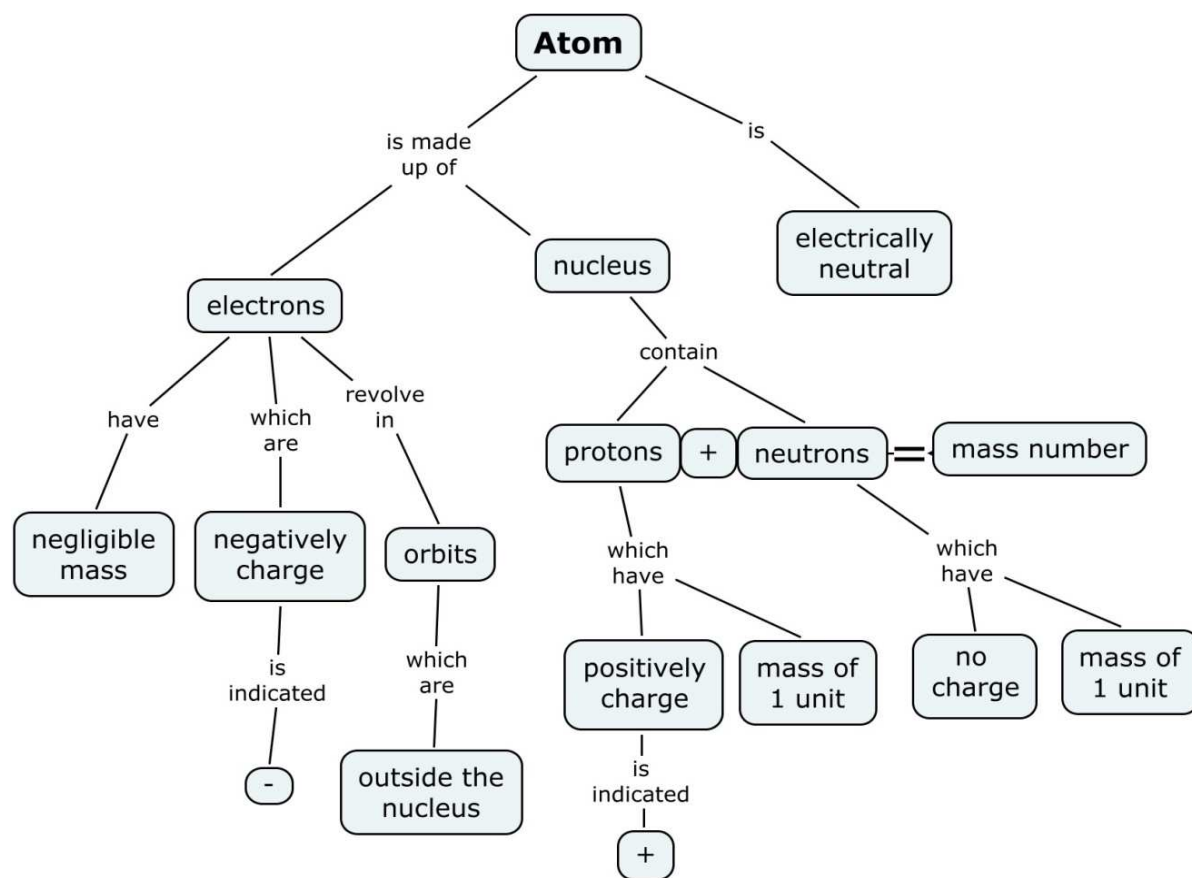 Atom
is made
up of
is
electrically
neutral
nucleus
electrons
contain
have
which
are
revolve
in
protons
+
neutrons
=
mass number
negligible
mass
negatively
charge
orbits
which
have
which
have
is
indicated
which
are
positively
charge
mass of
1 unit
no
charge
mass of
1 unit
-
outside the
nucleus
is
indicated
+